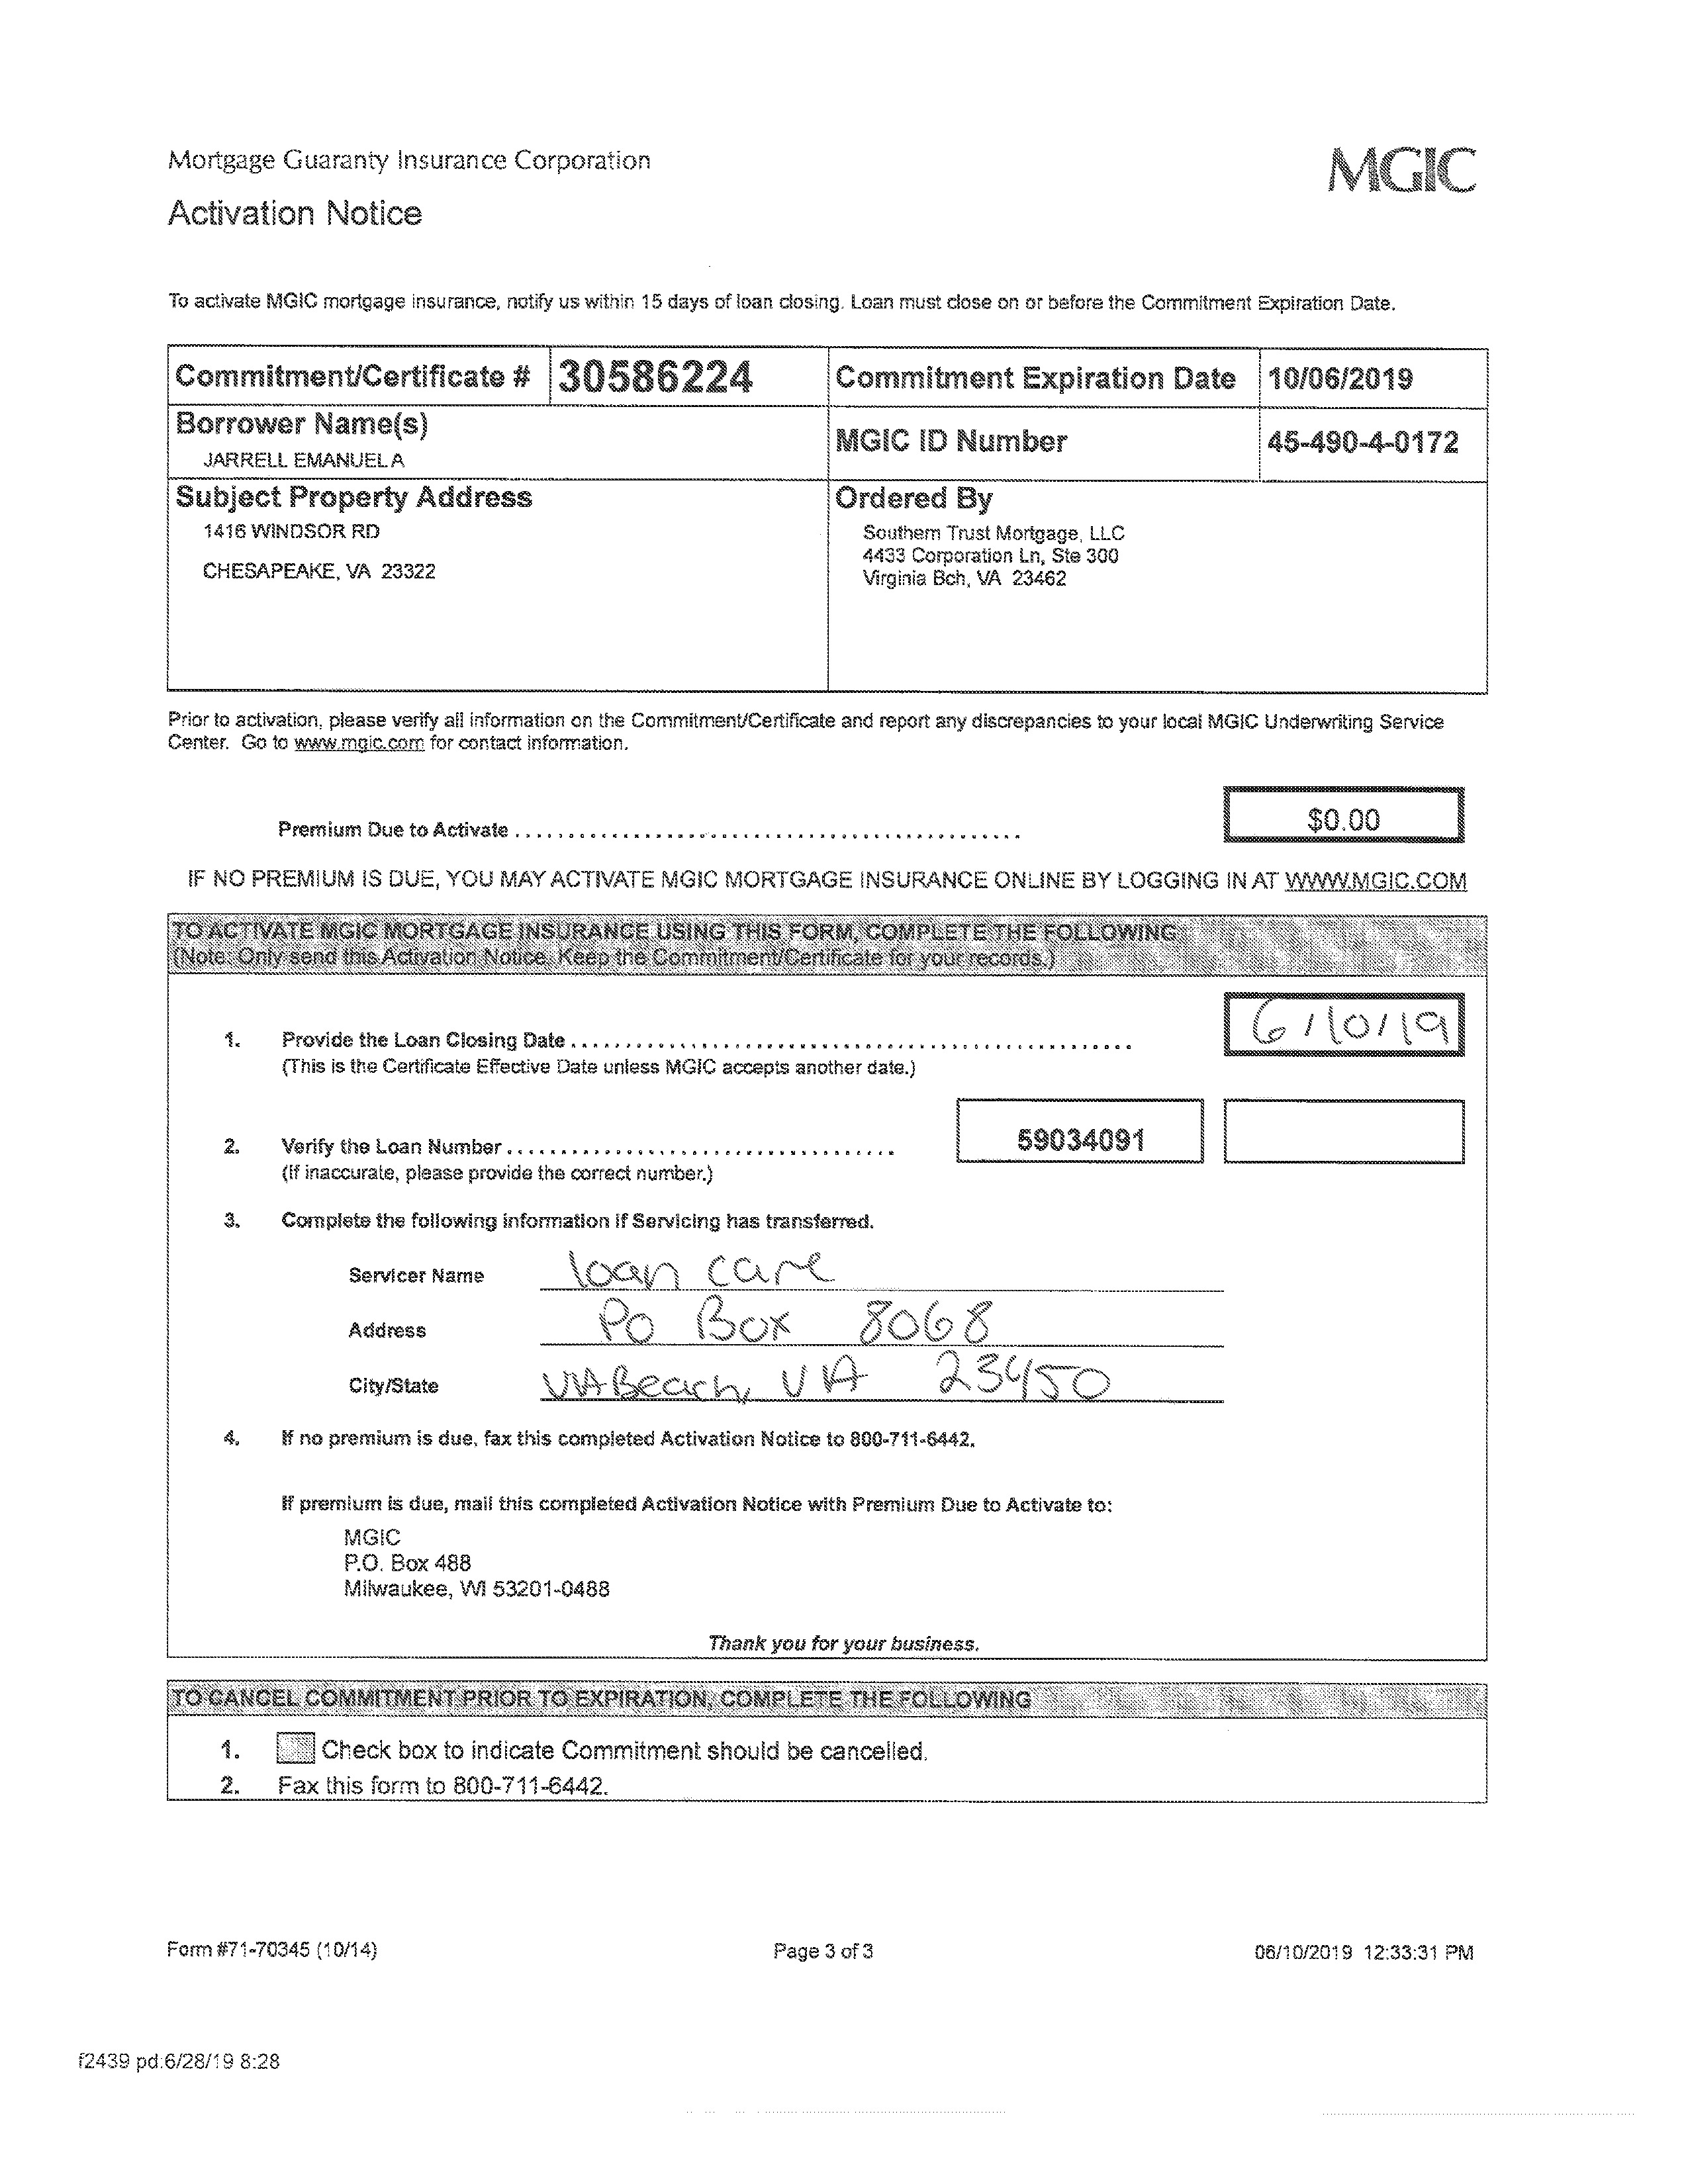 Mortgage Guaranty Insurance Corporation
MGIC
Activation Notice
To activate MGIC mortgage insurance, notify us within 15 days of loan closing. Loan must close on or before the Commitment Expiration Date.
Commitment/Certificate # 30586224 Commitment Expiration Date 10/06/2019
Borrower Name(s)
JARRELL EMANUELA
MGIC ID Number 45-490-4-0172
Subject Property Address
1416 WINDSOR RD
CHESAPEAKE, VA 23322
Ordered By
Southern Trust Mortgage, LLC
4433 Corporation Ln, Ste 300
Virginia Bch, VA 23462
Prior to activation, please verify all information on the Commitment/Certificate and report any discrepancies to your local MGIC Underwriting Service
Center. Go to www.mgic.com for contact information.
Premium Due to Activate ............................................... $0.00
IF NO PREMIUM IS DUE, YOU MAY ACTIVATE MGIC MORTGAGE INSURANCE ONLINE BY LOGGING IN AT WWW.MGIC.COM
TO ACTIVATE MGIC MORTGAGE INSURANCE USING THIS FORM, COMPLETE THE FOLLOWING
(Note: Only send this Activation Notice. Keep the Commitment/Certificate for your records.)
1. Provide the Loan Closing Date .................................................... 6/10/19
(This is the Certificate Effective Date unless MGIC accepts another date.)
2. Verify the Loan Number .................................... 59034091
(If inaccurate, please provide the correct number.)
3. Complete the following information if Servicing has transferred.
Servicer Name loan care
Address PO Box 8068
City/State VA Beach, VA 23450
4. If no premium is due, fax this completed Activation Notice to 800-711-6442.
If premium is due, mail this completed Activation Notice with Premium Due to Activate to:
MGIC
P.O. Box 488
Milwaukee, WI 53201-0488
Thank you for your business.
TO CANCEL COMMITMENT PRIOR TO EXPIRATION, COMPLETE THE FOLLOWING
1. Check box to indicate Commitment should be cancelled.
2. Fax this form to 800-711-6442.
Form #71-70345 (10/14) Page 3 of 3 06/10/2019 12:33:31 PM
f2439 pd:6/28/19 8:28